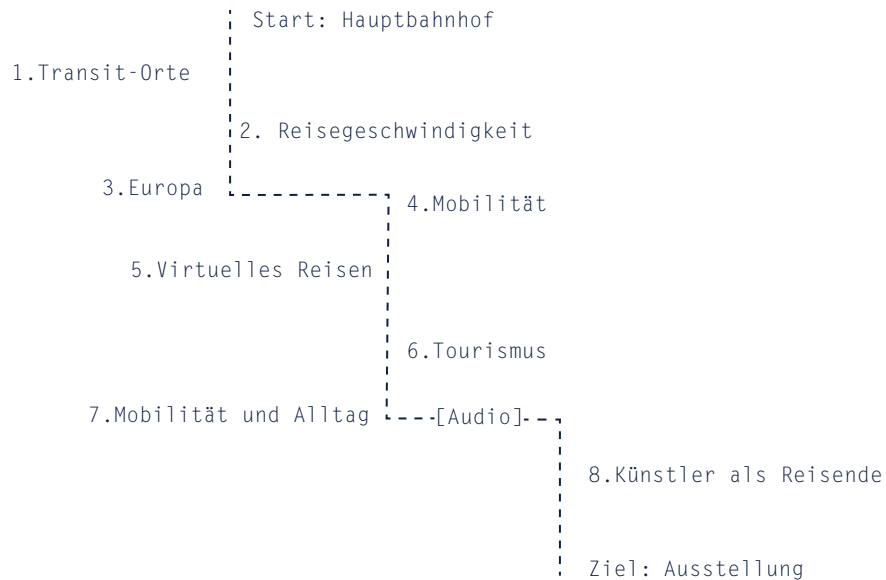 Start: Hauptbahnhof
1.Transit-Orte
2. Reisegeschwindigkeit
3.Europa
4.Mobilität
5.Virtuelles Reisen
6.Tourismus
7.Mobilität und Alltag
[Audio]
8.Künstler als Reisende
Ziel: Ausstellung